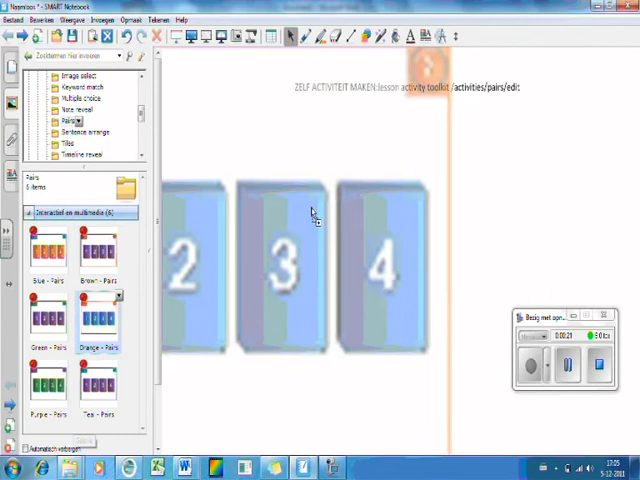 Naamloos * - SMART Notebook
Bestand Bewerken Weergave Invoegen Opmaak Tekenen Help
Zoektermen hier invoeren
Image select
Keyword match
Multiple choice
Note reveal
Pairs
Sentence arrange
Tiles
Timeline reveal
Pairs
6 items
Interactief en multimedia (6)
Blue - Pairs
Brown - Pairs
Green - Pairs
Orange - Pairs
Purple - Pairs
Teal - Pairs
Automatisch verbergen
ZELF ACTIVITEIT MAKEN:lesson activity toolkit /activities/pairs/edit
?
2 3 4
Bezig met opn...
0:00:21
17:05
5-12-2011